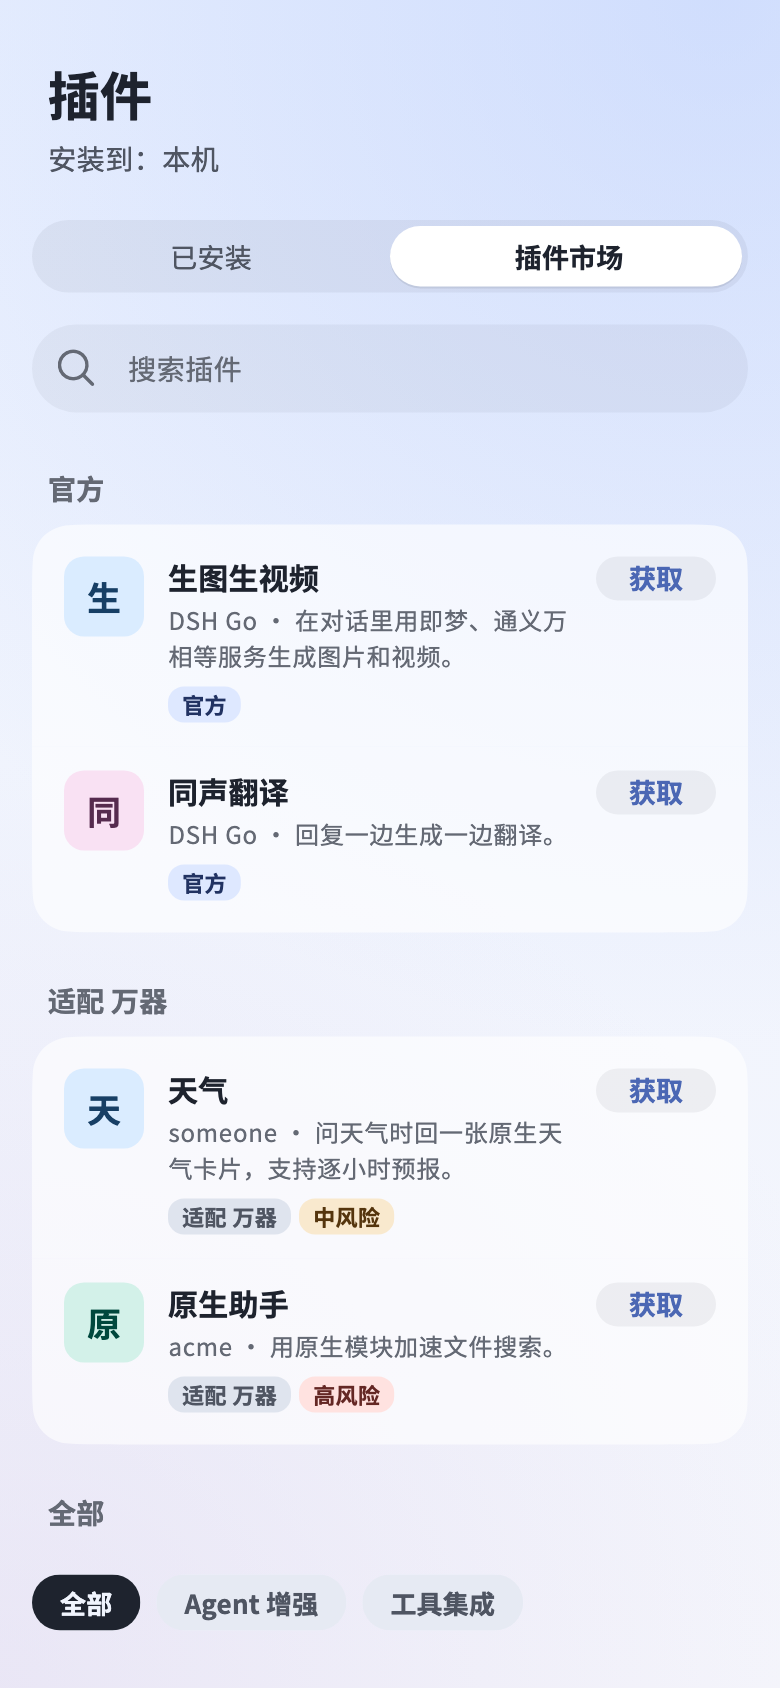 插件
安装到：本机
已安装
插件市场
搜索插件
官方
生
生图生视频
获取
DSH Go · 在对话里用即梦、通义万
相等服务生成图片和视频。
官方
同
同声翻译
获取
DSH Go · 回复一边生成一边翻译。
官方
适配 万器
天
天气
获取
someone · 问天气时回一张原生天
气卡片，支持逐小时预报。
适配 万器
中风险
原
原生助手
获取
acme · 用原生模块加速文件搜索。
适配 万器
高风险
全部
全部
Agent 增强
工具集成